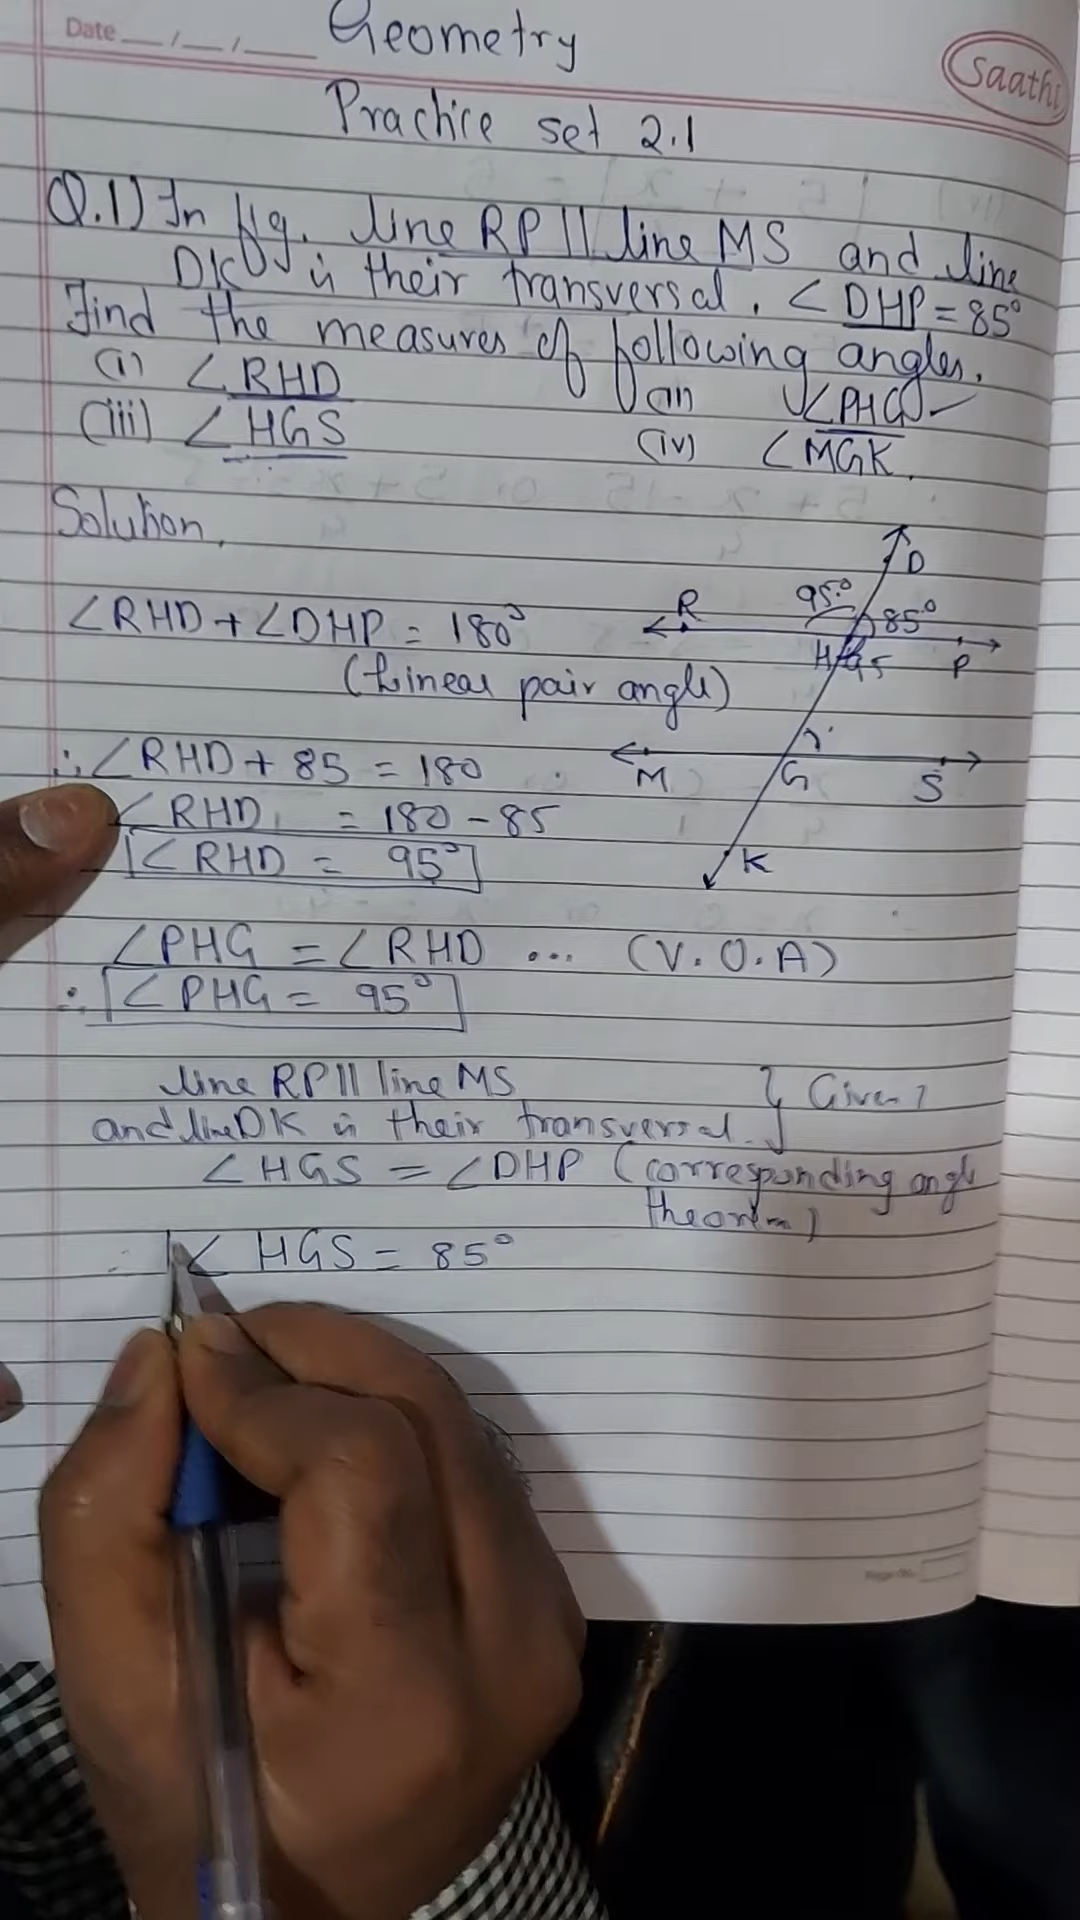 Date __/__/____
Geometry
Saathi
Practice set 2.1
Q.1) In fig. line RP || line MS and line
DK is their transversal. ∠DHP = 85°
Find the measures of following angles.
(i) ∠RHD (ii) ∠PHG
(iii) ∠HGS (iv) ∠MGK.
Solution.
D
95° 85°
R H P
∠RHD + ∠DHP = 180°
(Linear pair angle)
M G S
K
∴ ∠RHD + 85 = 180
∠RHD = 180 - 85
∠RHD = 95°
∠PHG = ∠RHD ... (V.O.A)
∴ ∠PHG = 95°
line RP || line MS } Given)
and line DK is their transversal.
∠HGS = ∠DHP (corresponding angle
theorem)
∴ ∠HGS = 85°